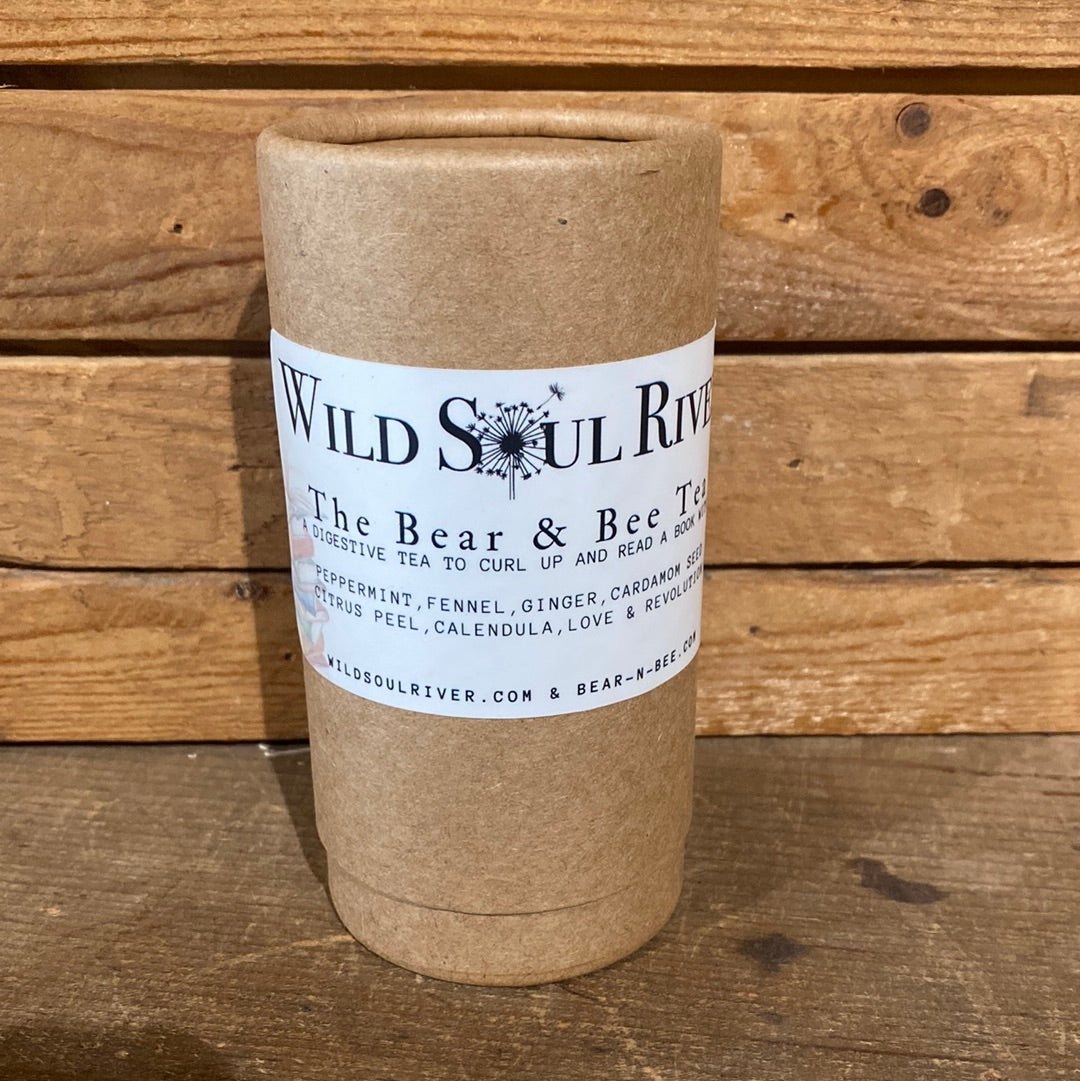 WILD SOUL RIVER
The Bear & Bee Tea
A DIGESTIVE TEA TO CURL UP AND READ A BOOK
PEPPERMINT, FENNEL, GINGER, CARDAMOM SEED
CITRUS PEEL, CALENDULA, LOVE & REVOLUTION
WILDSOULRIVER.COM & BEAR-N-BEE.COM